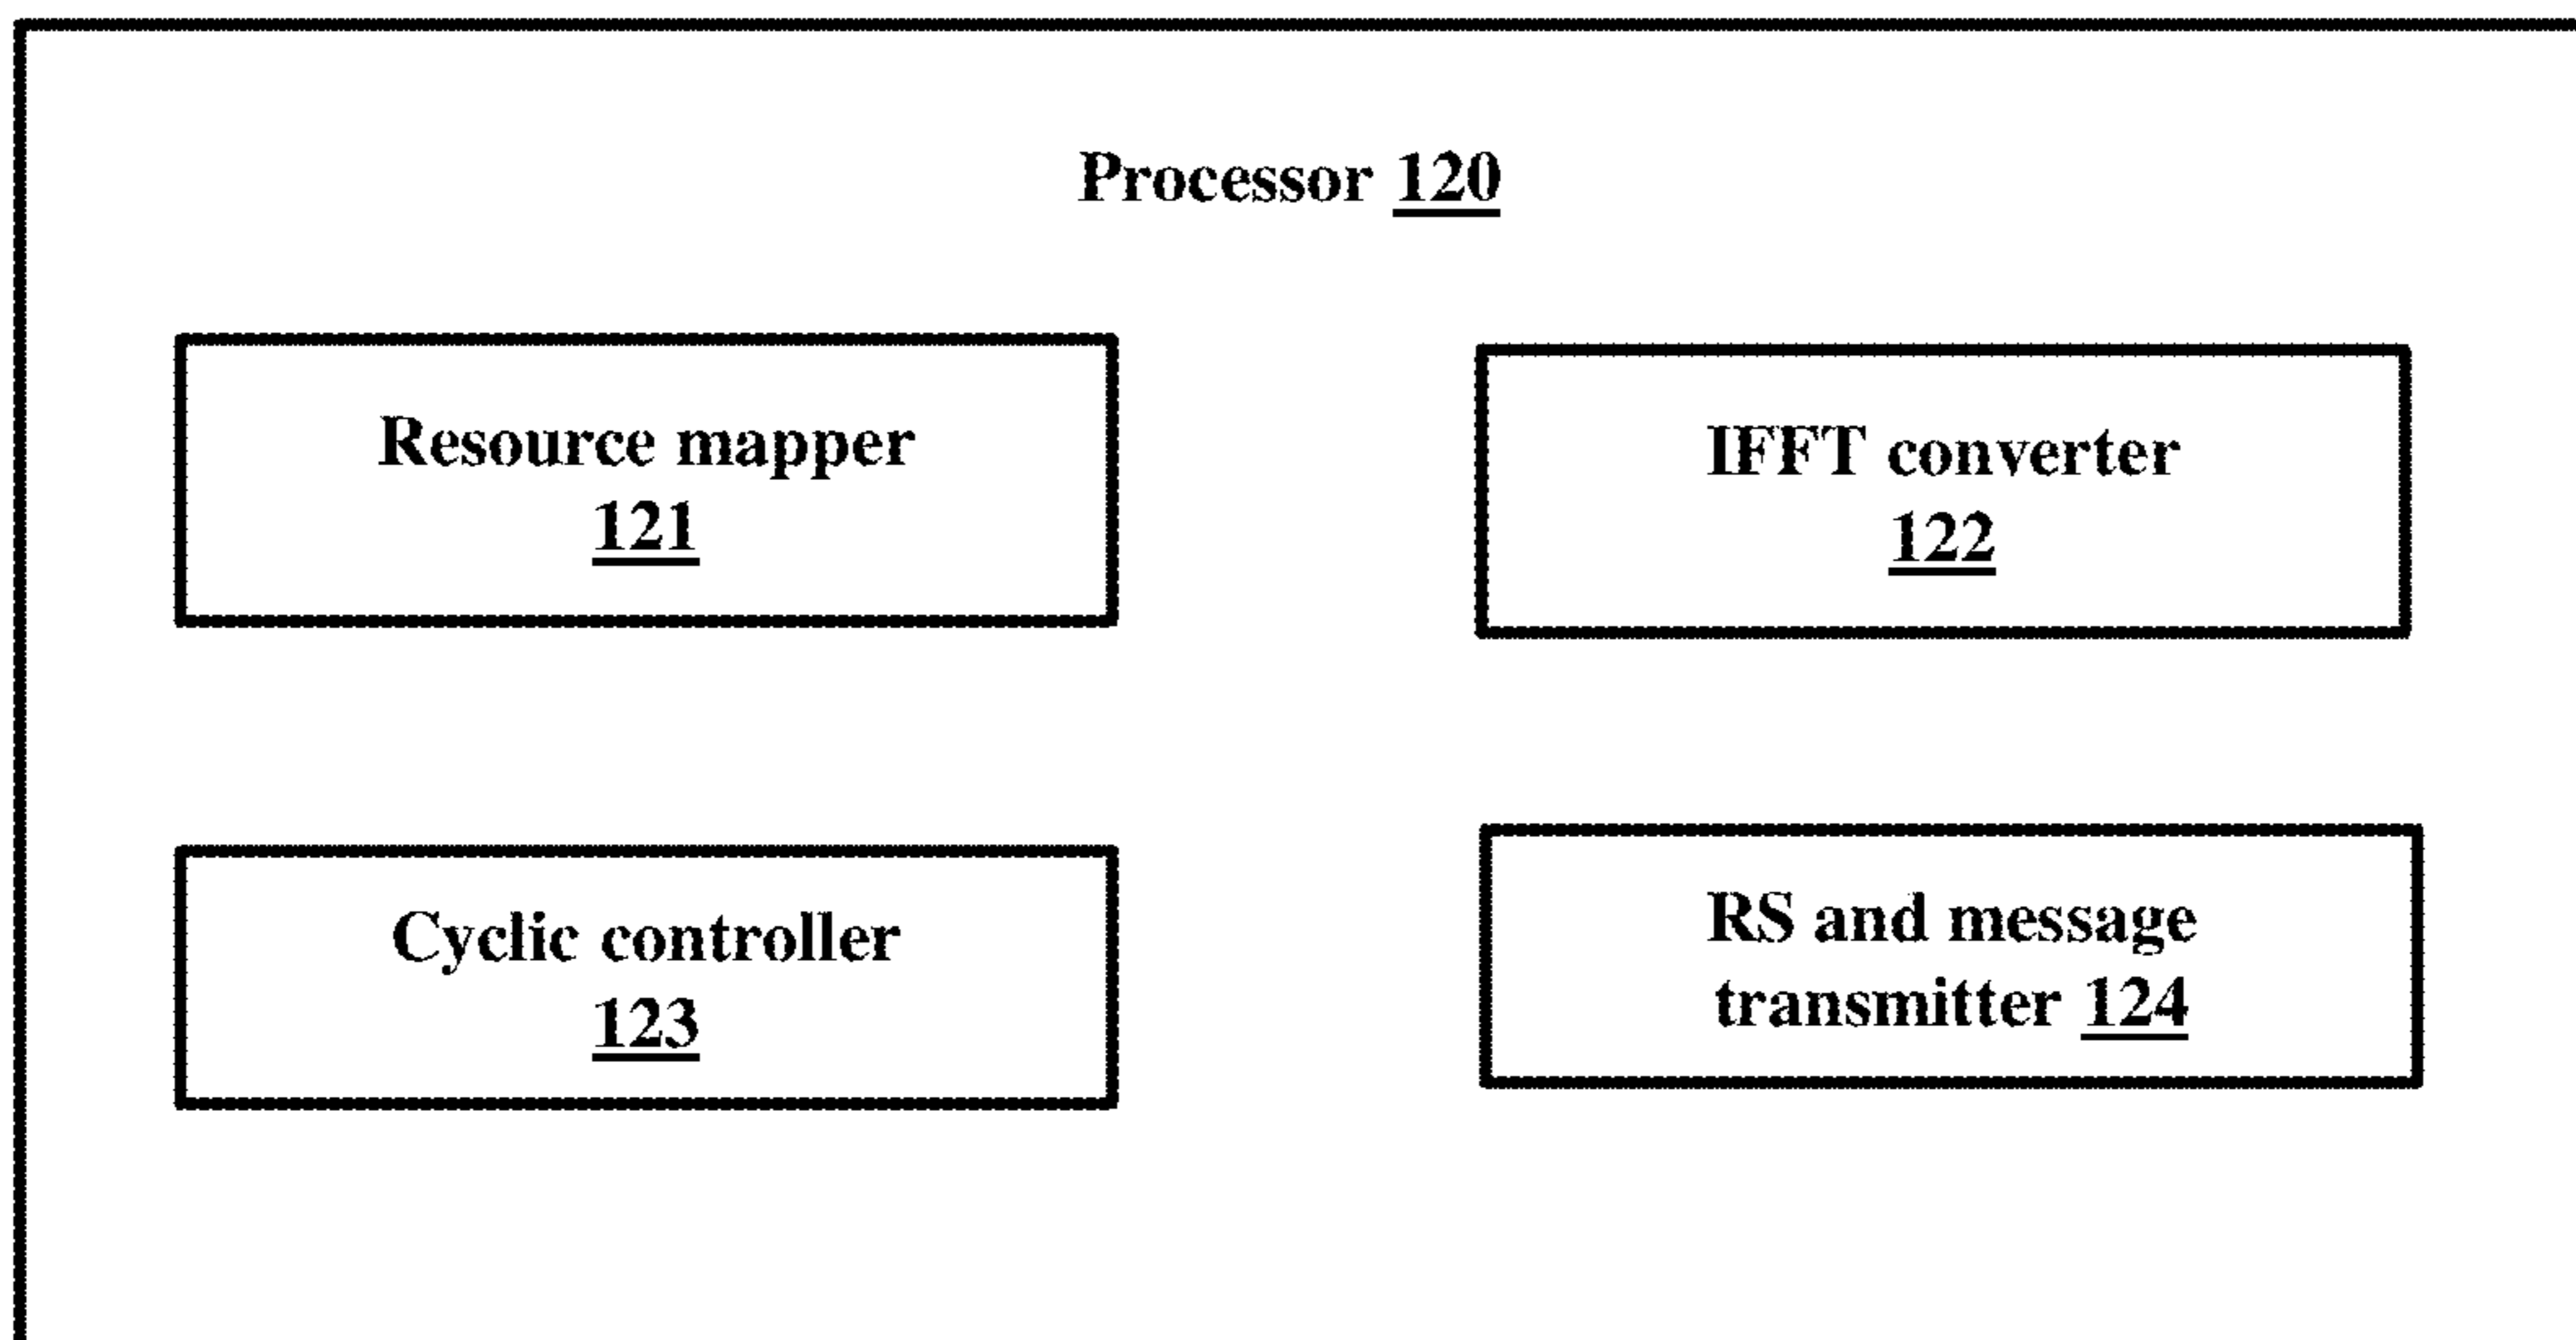 Processor 120
Resource mapper
121
IFFT converter
122
Cyclic controller
123
RS and message
transmitter 124